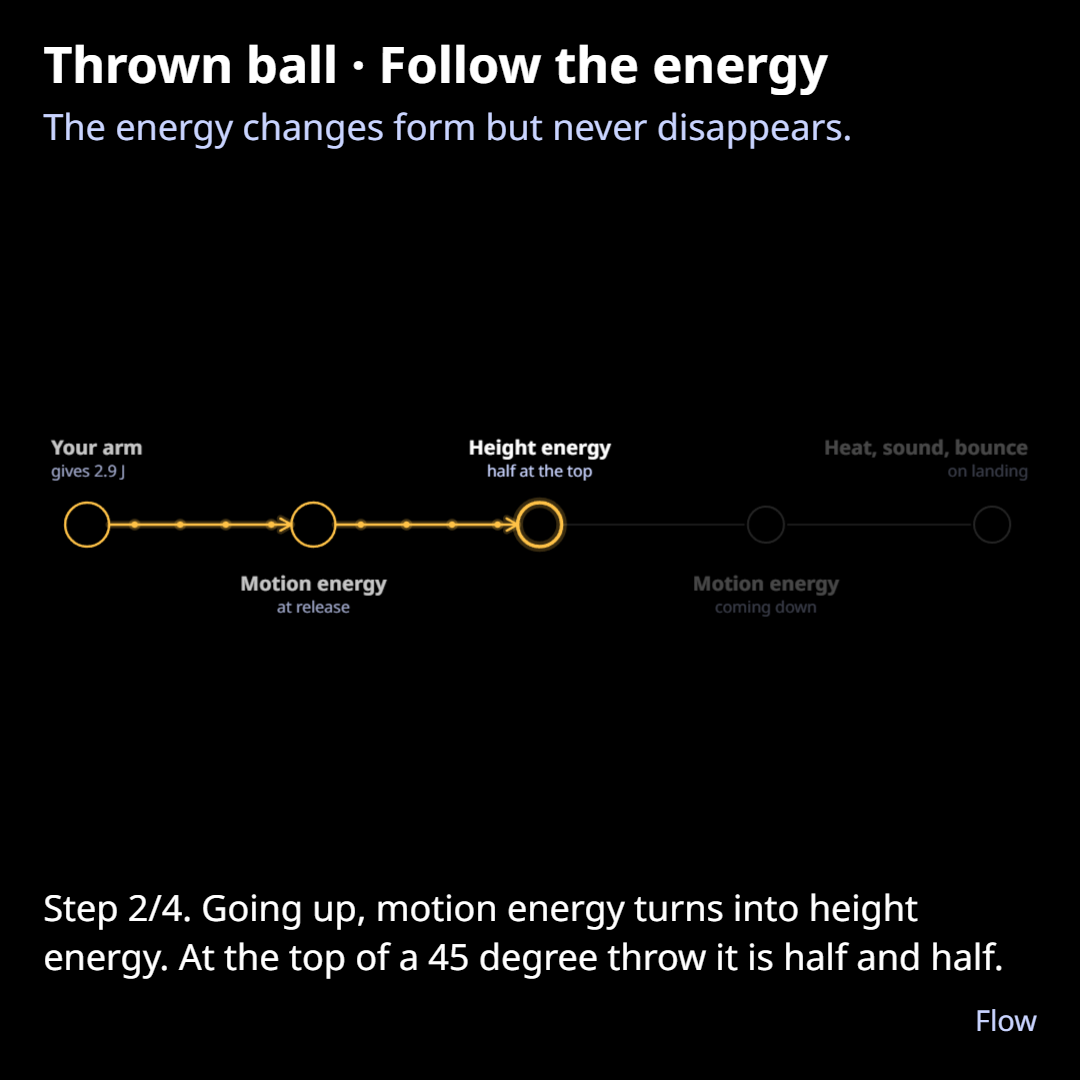 Thrown ball · Follow the energy
The energy changes form but never disappears.
Your arm
gives 2.9 J
Height energy
half at the top
Heat, sound, bounce
on landing
Motion energy
at release
Motion energy
coming down
Step 2/4. Going up, motion energy turns into height
energy. At the top of a 45 degree throw it is half and half.
Flow